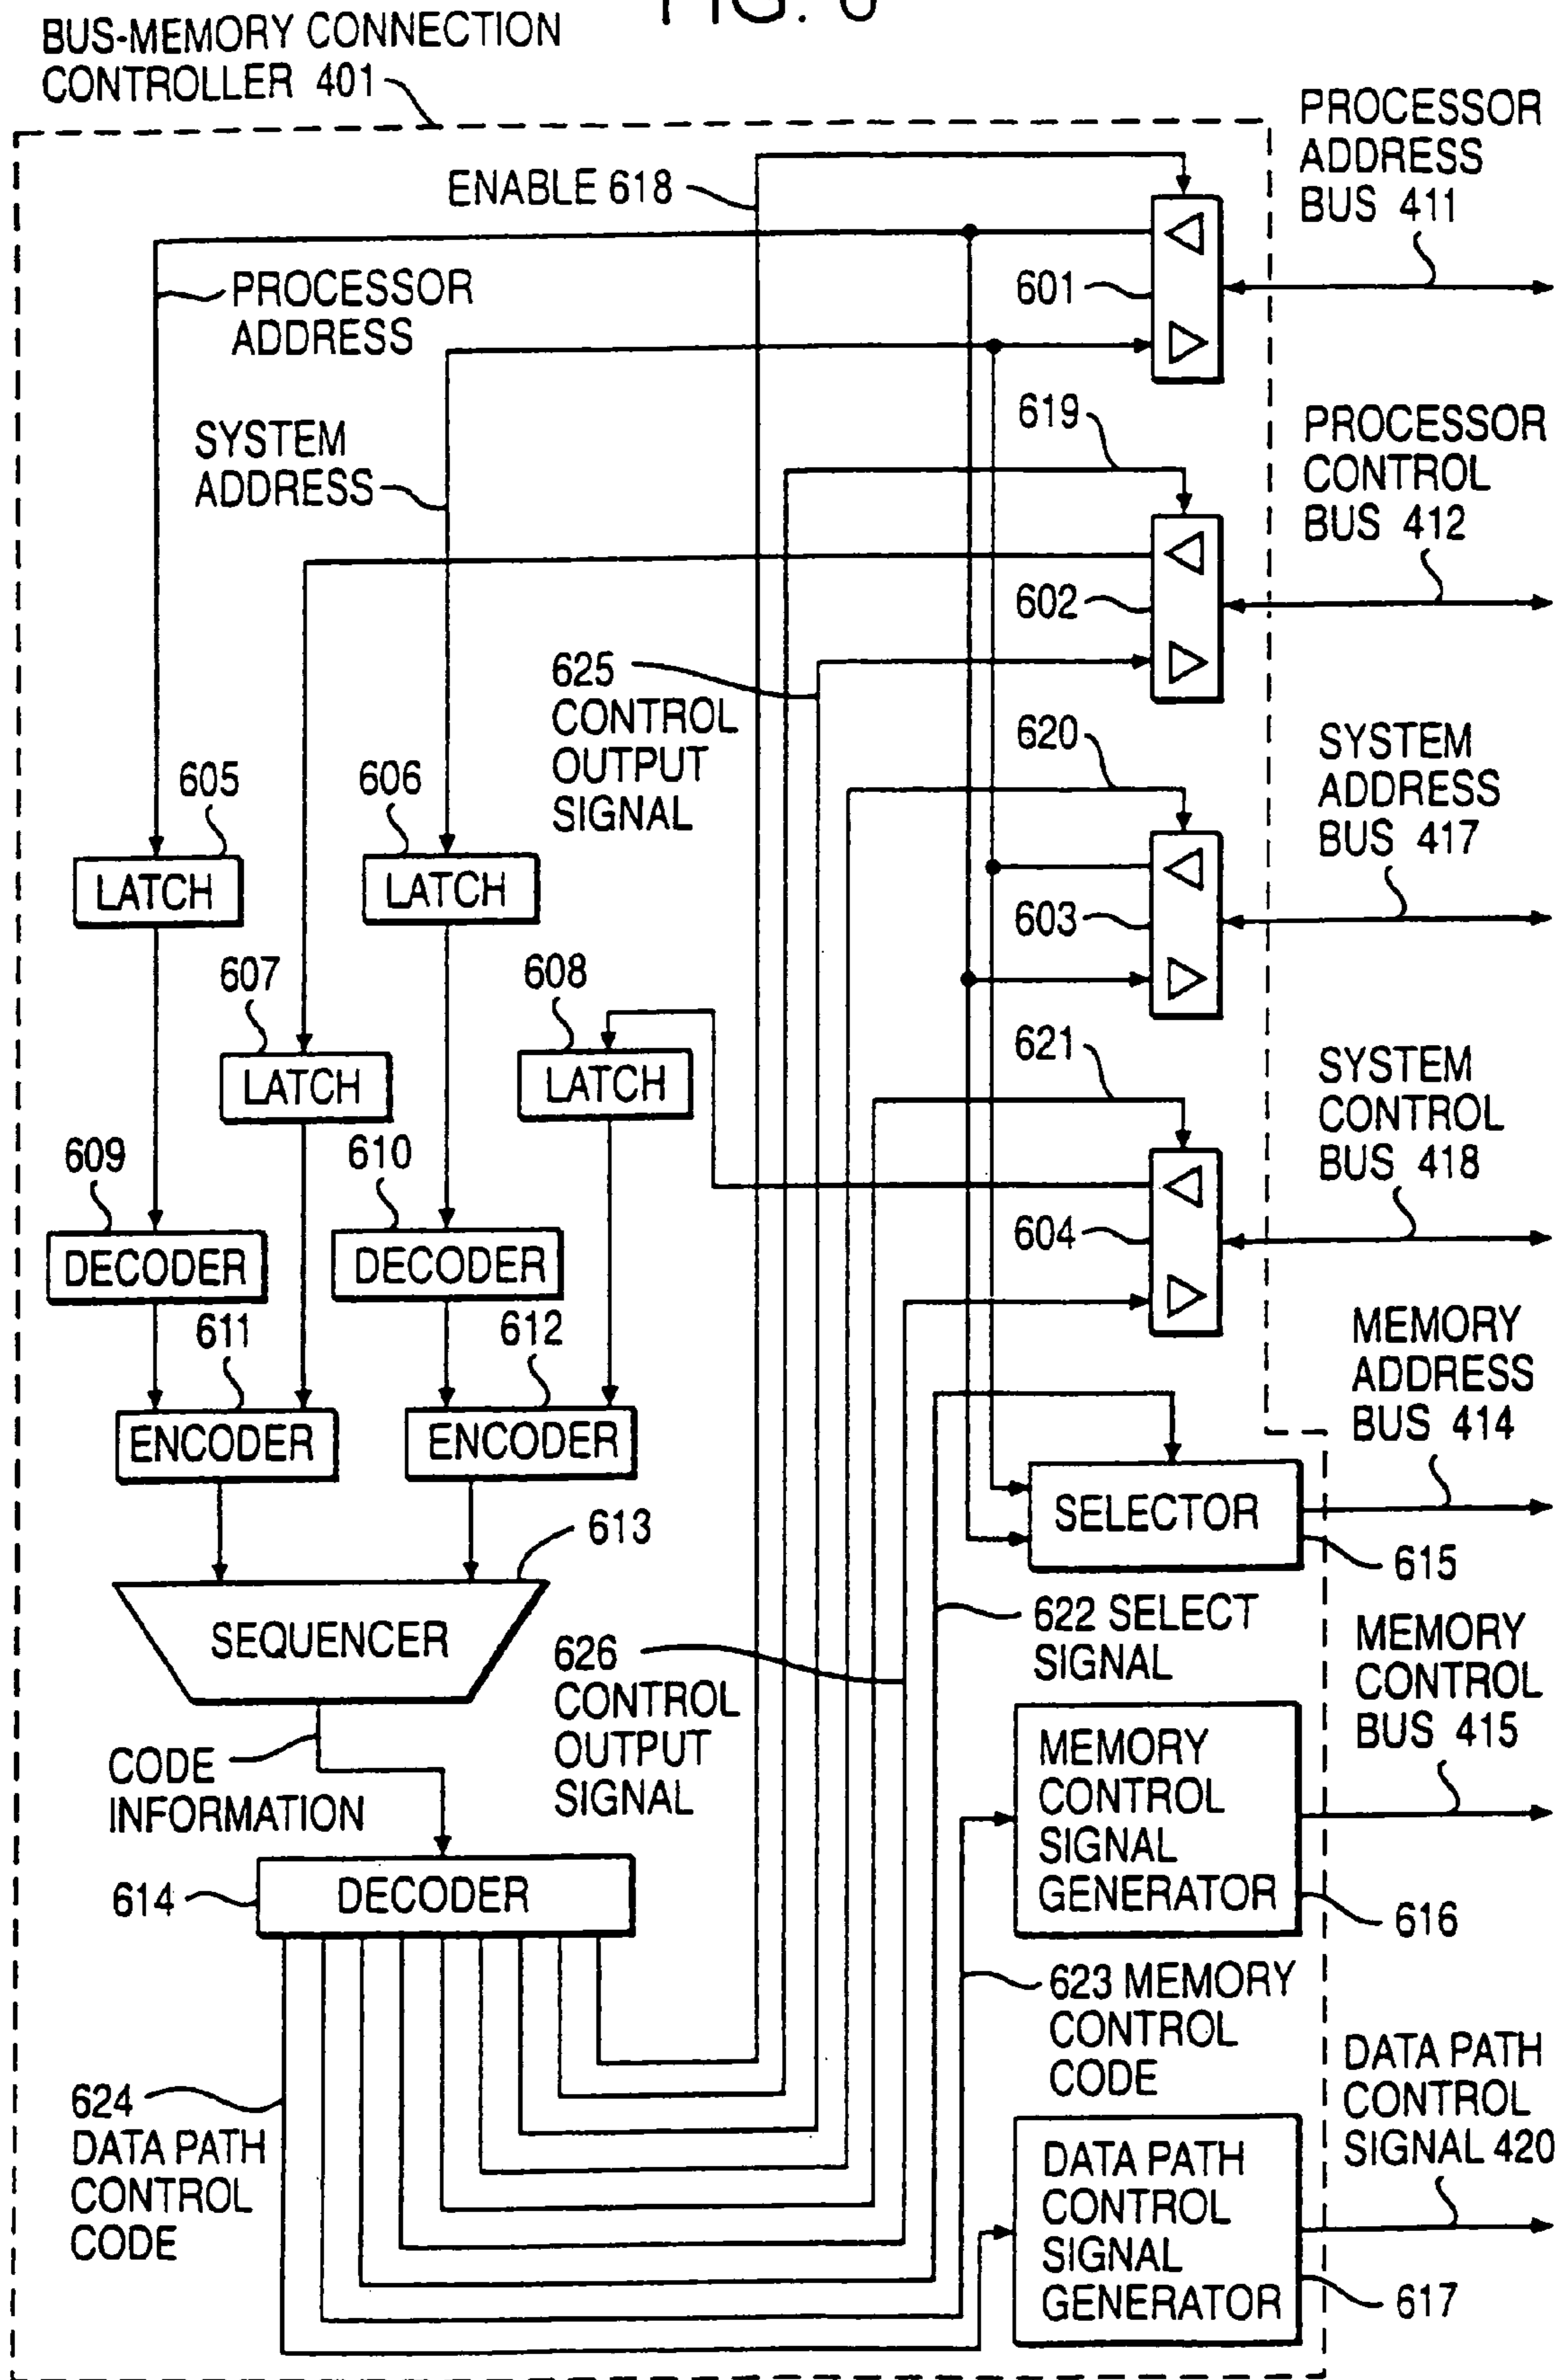 FIG. 6
BUS-MEMORY CONNECTION
CONTROLLER 401
PROCESSOR
ADDRESS
BUS 411
ENABLE 618
PROCESSOR
ADDRESS
601
SYSTEM
ADDRESS
619
PROCESSOR
CONTROL
BUS 412
602
625
CONTROL
OUTPUT
SIGNAL
620
SYSTEM
ADDRESS
BUS 417
605
LATCH
606
LATCH
603
607
LATCH
608
LATCH
621
SYSTEM
CONTROL
BUS 418
609
DECODER
610
DECODER
604
611
ENCODER
612
ENCODER
MEMORY
ADDRESS
BUS 414
SELECTOR
615
613
SEQUENCER
622 SELECT
SIGNAL
626
CONTROL
OUTPUT
SIGNAL
MEMORY
CONTROL
BUS 415
CODE
INFORMATION
MEMORY
CONTROL
SIGNAL
GENERATOR
616
614
DECODER
623 MEMORY
CONTROL
CODE
624
DATA PATH
CONTROL
CODE
DATA PATH
CONTROL
SIGNAL 420
DATA PATH
CONTROL
SIGNAL
GENERATOR
617